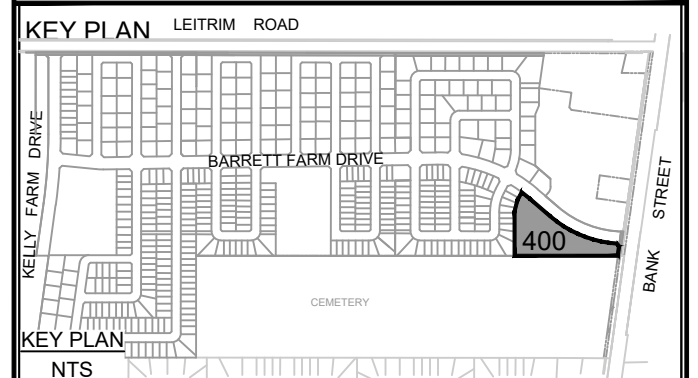 KEY PLAN
LEITRIM ROAD
KELLY FARM DRIVE
BARRETT FARM DRIVE
BANK STREET
400
CEMETERY
KEY PLAN
NTS